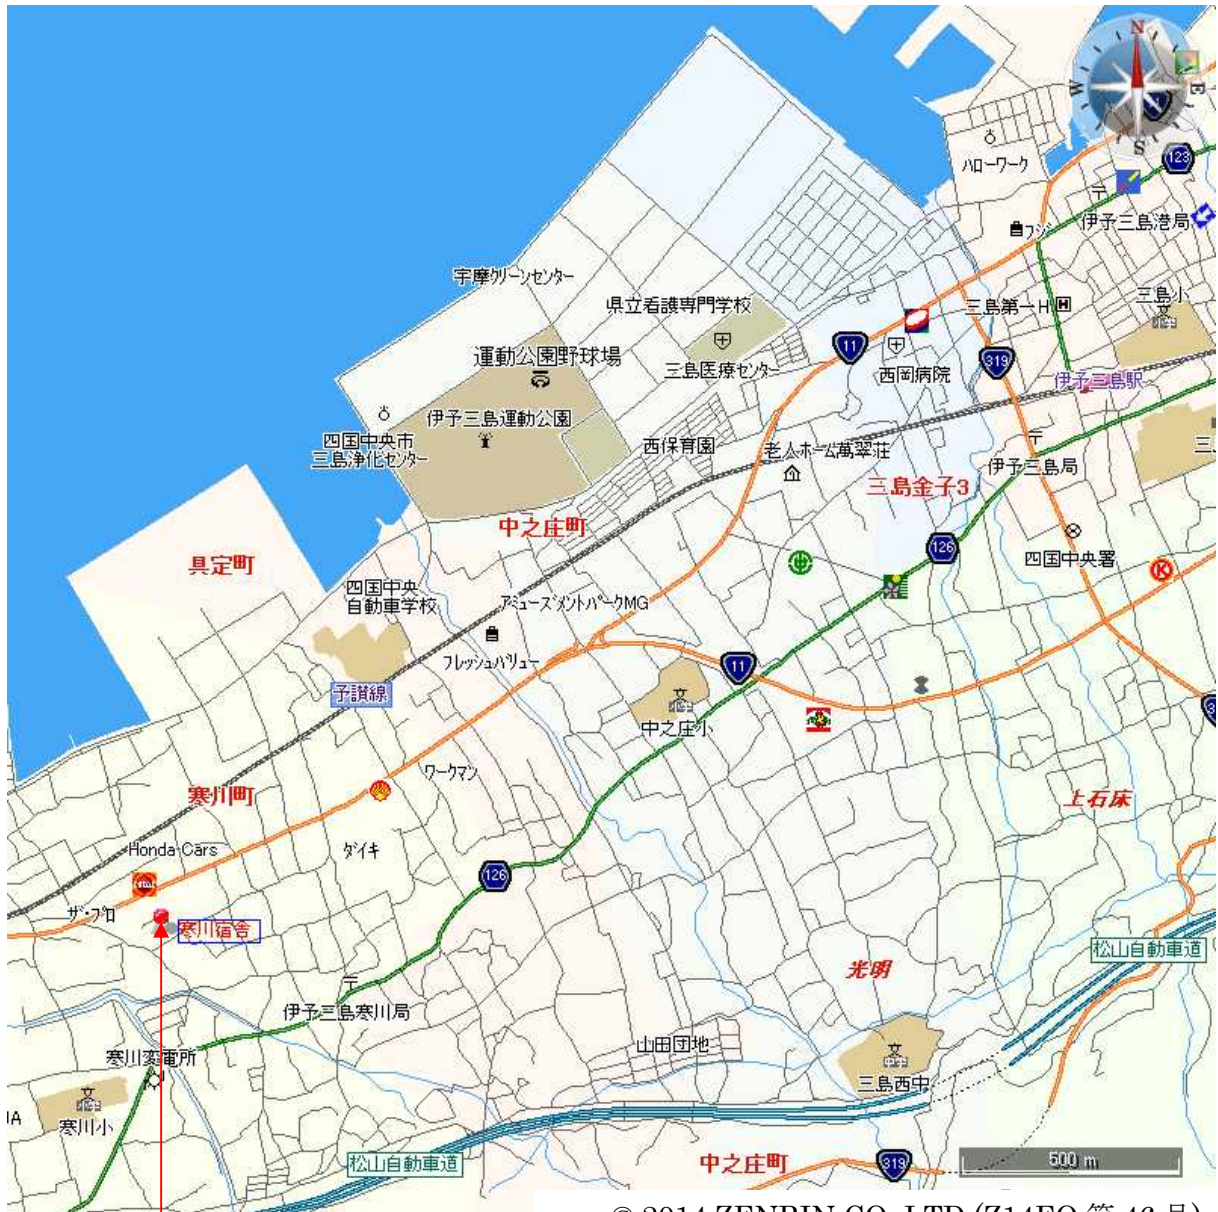 N
W
E
S
1
123
ハローワーク
伊予三島港局
フジ
宇摩クリーンセンター
県立看護専門学校
三島第一H
三島小
運動公園野球場
11
319
三島医療センター
西岡病院
伊予三島駅
伊予三島運動公園
四国中央市
三島浄化センター
西保育園
老人ホーム萬翠荘
伊予三島局
三島金子3
中之庄町
126
四国中央署
具定町
四国中央
自動車学校
アミューズメントパークMG
フレッシュバリュー
予讃線
11
中之庄小
寒川町
ワークマン
上石床
Honda Cars
ダイキ
126
ザ・プロ
寒川宿舎
松山自動車道
光明
伊予三島寒川局
山田団地
寒川変電所
三島西中
寒川小
松山自動車道
中之庄町
319
500 m